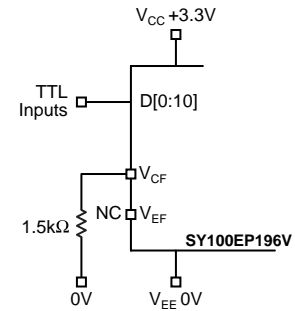 V_CC +3.3V
TTL
Inputs
D[0:10]
V_CF
NC V_EF
1.5kΩ
SY100EP196V
0V
V_EE 0V